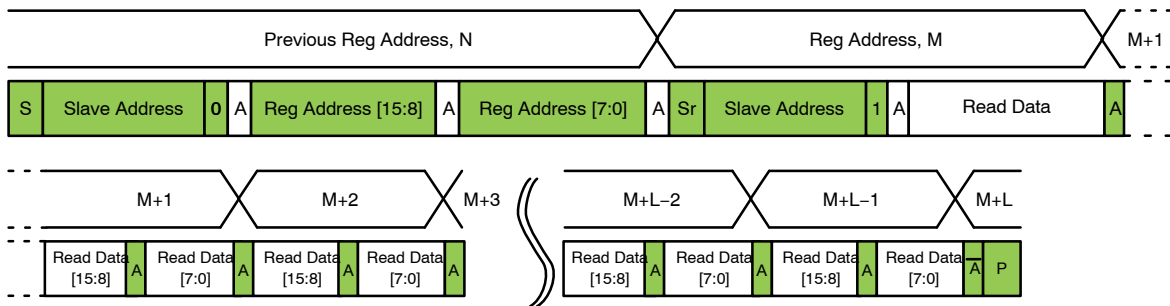 Previous Reg Address, N Reg Address, M M+1
S Slave Address 0 A Reg Address [15:8] A Reg Address [7:0] A Sr Slave Address 1 A Read Data A
M+1 M+2 M+3 M+L−2 M+L−1 M+L
Read Data A Read Data A Read Data A Read Data A Read Data A Read Data A Read Data A Read Data A̅ P
[15:8] [7:0] [15:8] [7:0] [15:8] [7:0] [15:8] [7:0]